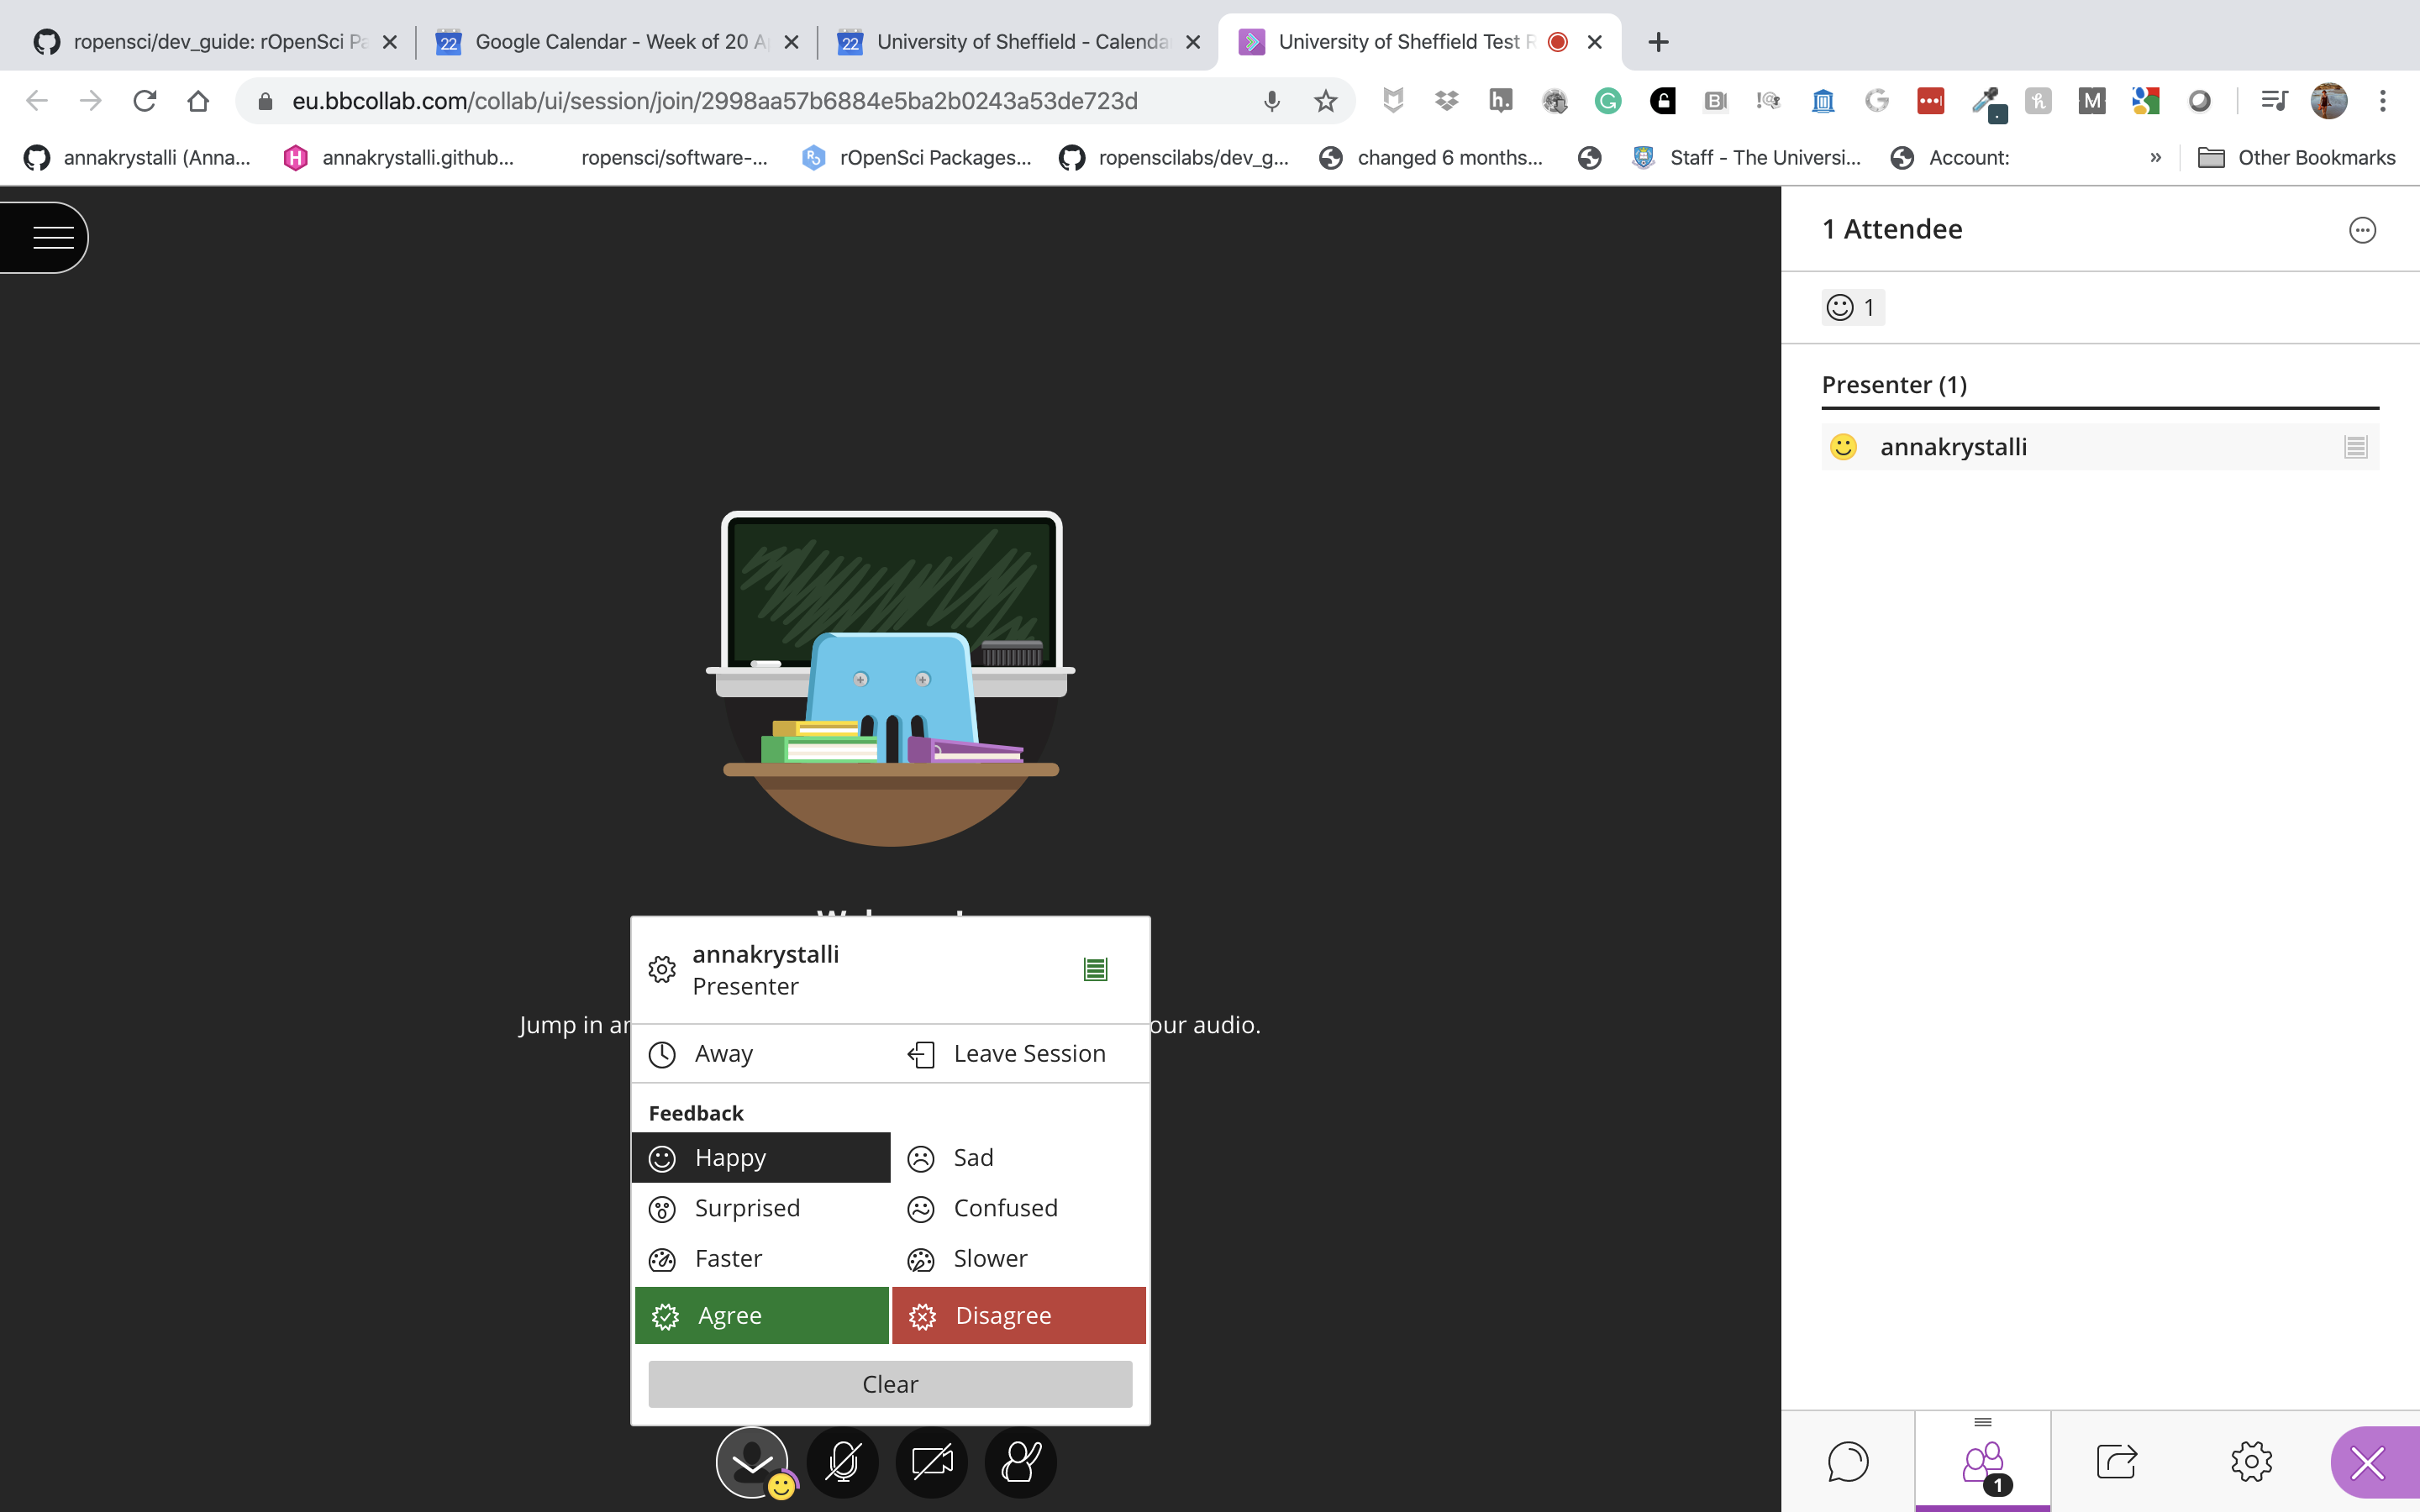 ropensci/dev_guide: rOpenSci Pa
22 Google Calendar - Week of 20 A
22 University of Sheffield - Calenda
University of Sheffield Test R
eu.bbcollab.com/collab/ui/session/join/2998aa57b6884e5ba2b0243a53de723d
annakrystalli (Anna...
annakrystalli.github...
ropensci/software-...
rOpenSci Packages...
ropenscilabs/dev_g...
changed 6 months...
Staff - The Universi...
Account:
»
Other Bookmarks
1 Attendee
1
Presenter (1)
annakrystalli
annakrystalli
Presenter
Jump in
our audio.
Away
Leave Session
Feedback
Happy
Sad
Surprised
Confused
Faster
Slower
Agree
Disagree
Clear
1